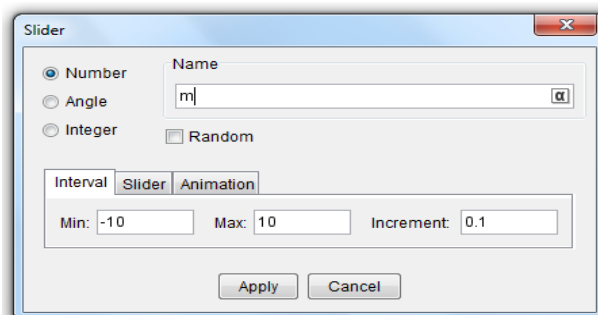 Slider
Number
Name
m
α
Angle
Integer
Random
Interval Slider Animation
Min: -10 Max: 10 Increment: 0.1
Apply Cancel